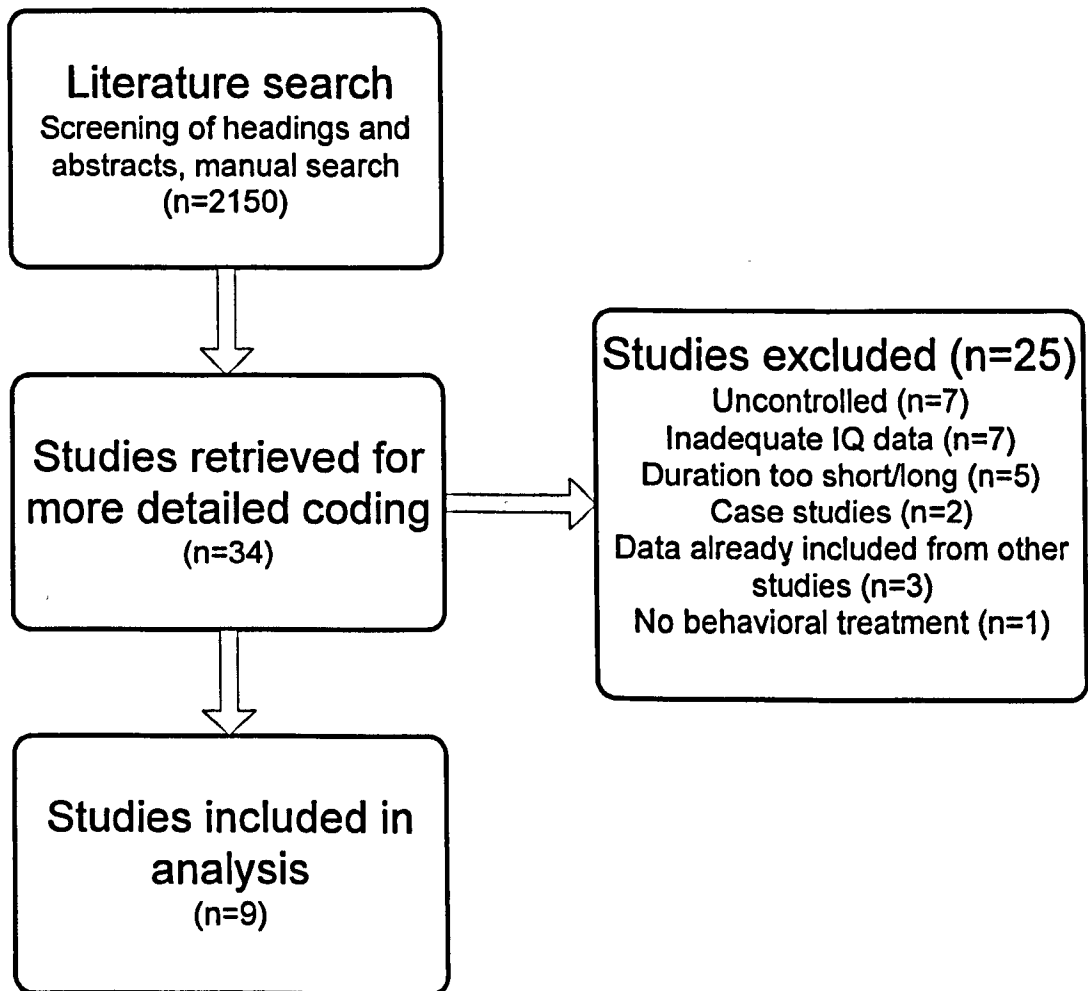 Literature search
Screening of headings and
abstracts, manual search
(n=2150)
Studies retrieved for
more detailed coding
(n=34)
Studies excluded (n=25)
Uncontrolled (n=7)
Inadequate IQ data (n=7)
Duration too short/long (n=5)
Case studies (n=2)
Data already included from other
studies (n=3)
No behavioral treatment (n=1)
Studies included in
analysis
(n=9)